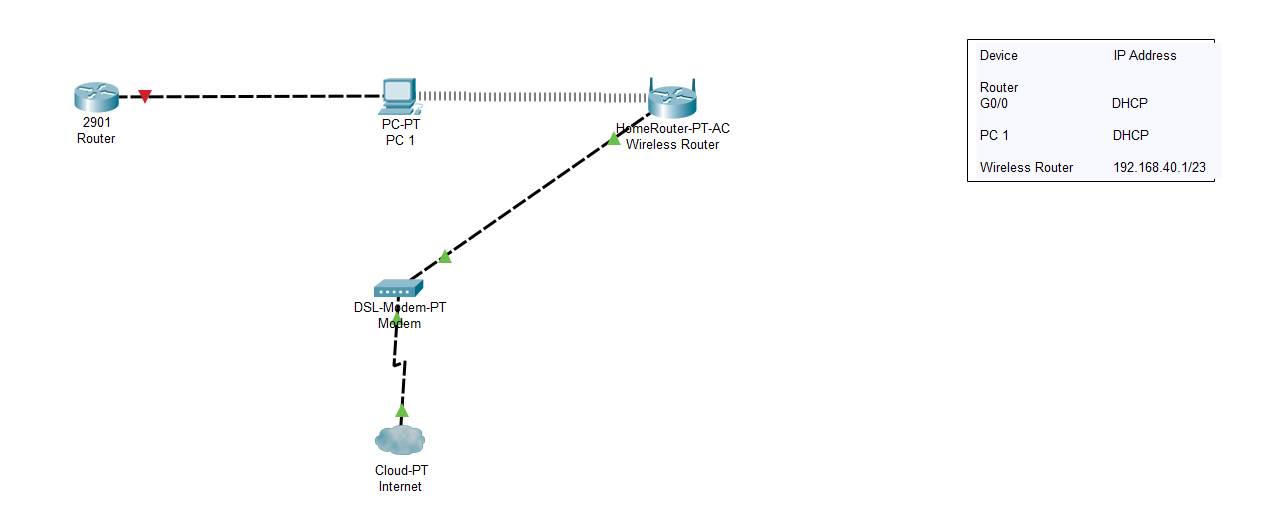 2901
Router
PC-PT
PC 1
HomeRouter-PT-AC
Wireless Router
DSL-Modem-PT
Modem
Cloud-PT
Internet
Device IP Address
Router
G0/0 DHCP
PC 1 DHCP
Wireless Router 192.168.40.1/23